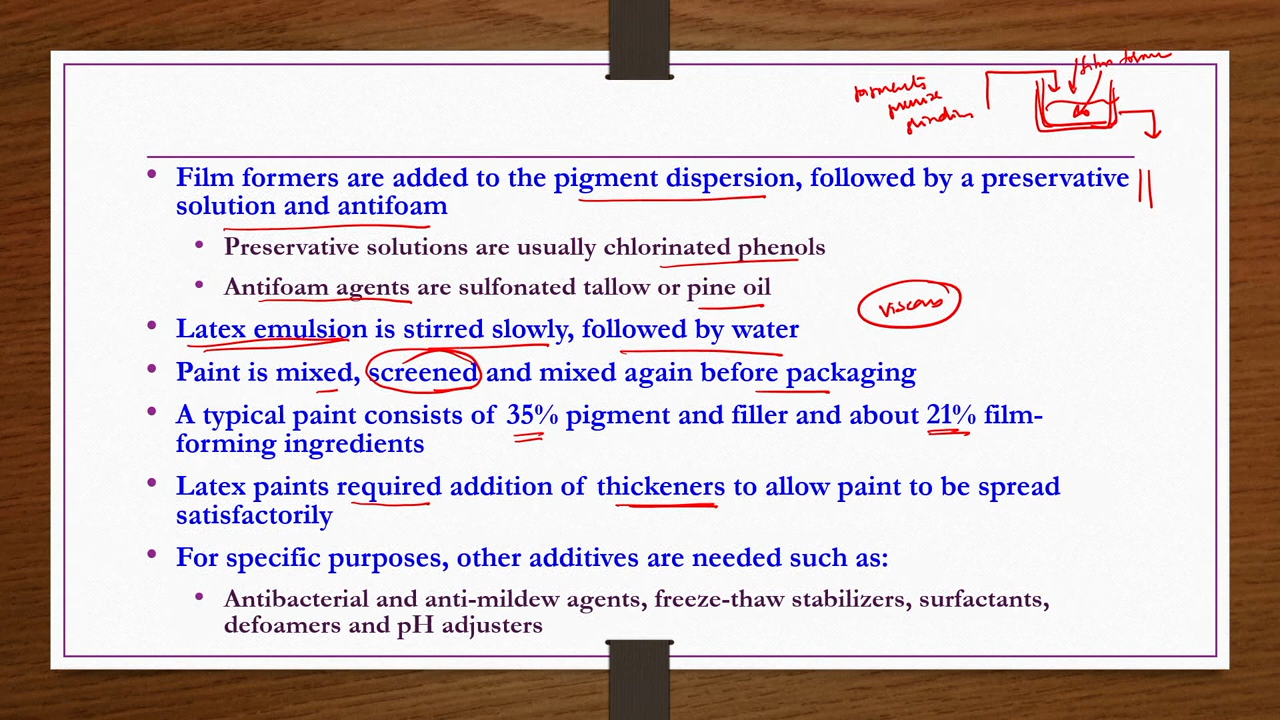 pigments
film former
grinding
• Film formers are added to the pigment dispersion, followed by a preservative
solution and antifoam
• Preservative solutions are usually chlorinated phenols
• Antifoam agents are sulfonated tallow or pine oil
viscous
• Latex emulsion is stirred slowly, followed by water
• Paint is mixed, screened and mixed again before packaging
• A typical paint consists of 35% pigment and filler and about 21% film-
forming ingredients
• Latex paints required addition of thickeners to allow paint to be spread
satisfactorily
• For specific purposes, other additives are needed such as:
• Antibacterial and anti-mildew agents, freeze-thaw stabilizers, surfactants,
defoamers and pH adjusters